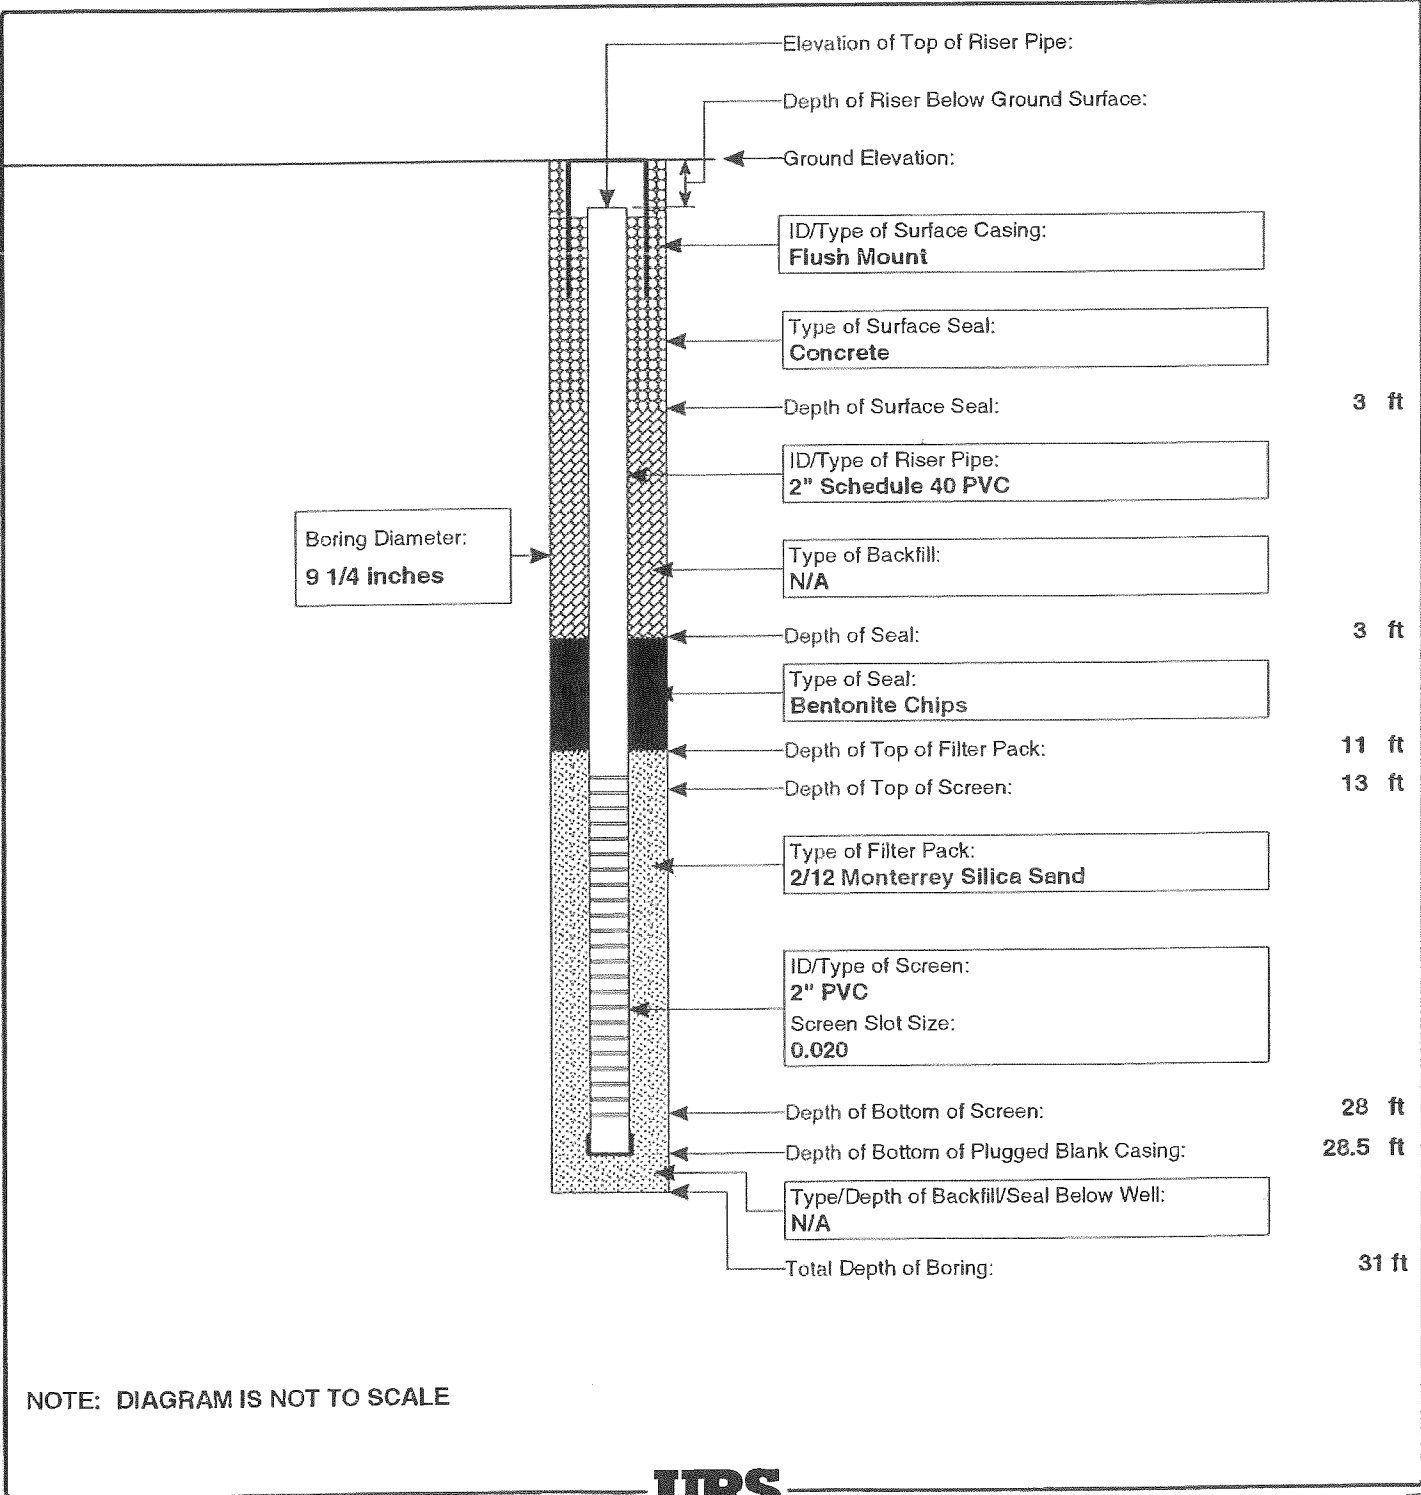 Elevation of Top of Riser Pipe:
Depth of Riser Below Ground Surface:
Ground Elevation:
ID/Type of Surface Casing:
Flush Mount
Type of Surface Seal:
Concrete
Depth of Surface Seal: 3 ft
ID/Type of Riser Pipe:
2" Schedule 40 PVC
Boring Diameter:
9 1/4 inches
Type of Backfill:
N/A
Depth of Seal: 3 ft
Type of Seal:
Bentonite Chips
Depth of Top of Filter Pack: 11 ft
Depth of Top of Screen: 13 ft
Type of Filter Pack:
2/12 Monterrey Silica Sand
ID/Type of Screen:
2" PVC
Screen Slot Size:
0.020
Depth of Bottom of Screen: 28 ft
Depth of Bottom of Plugged Blank Casing: 28.5 ft
Type/Depth of Backfill/Seal Below Well:
N/A
Total Depth of Boring: 31 ft
NOTE: DIAGRAM IS NOT TO SCALE
URS